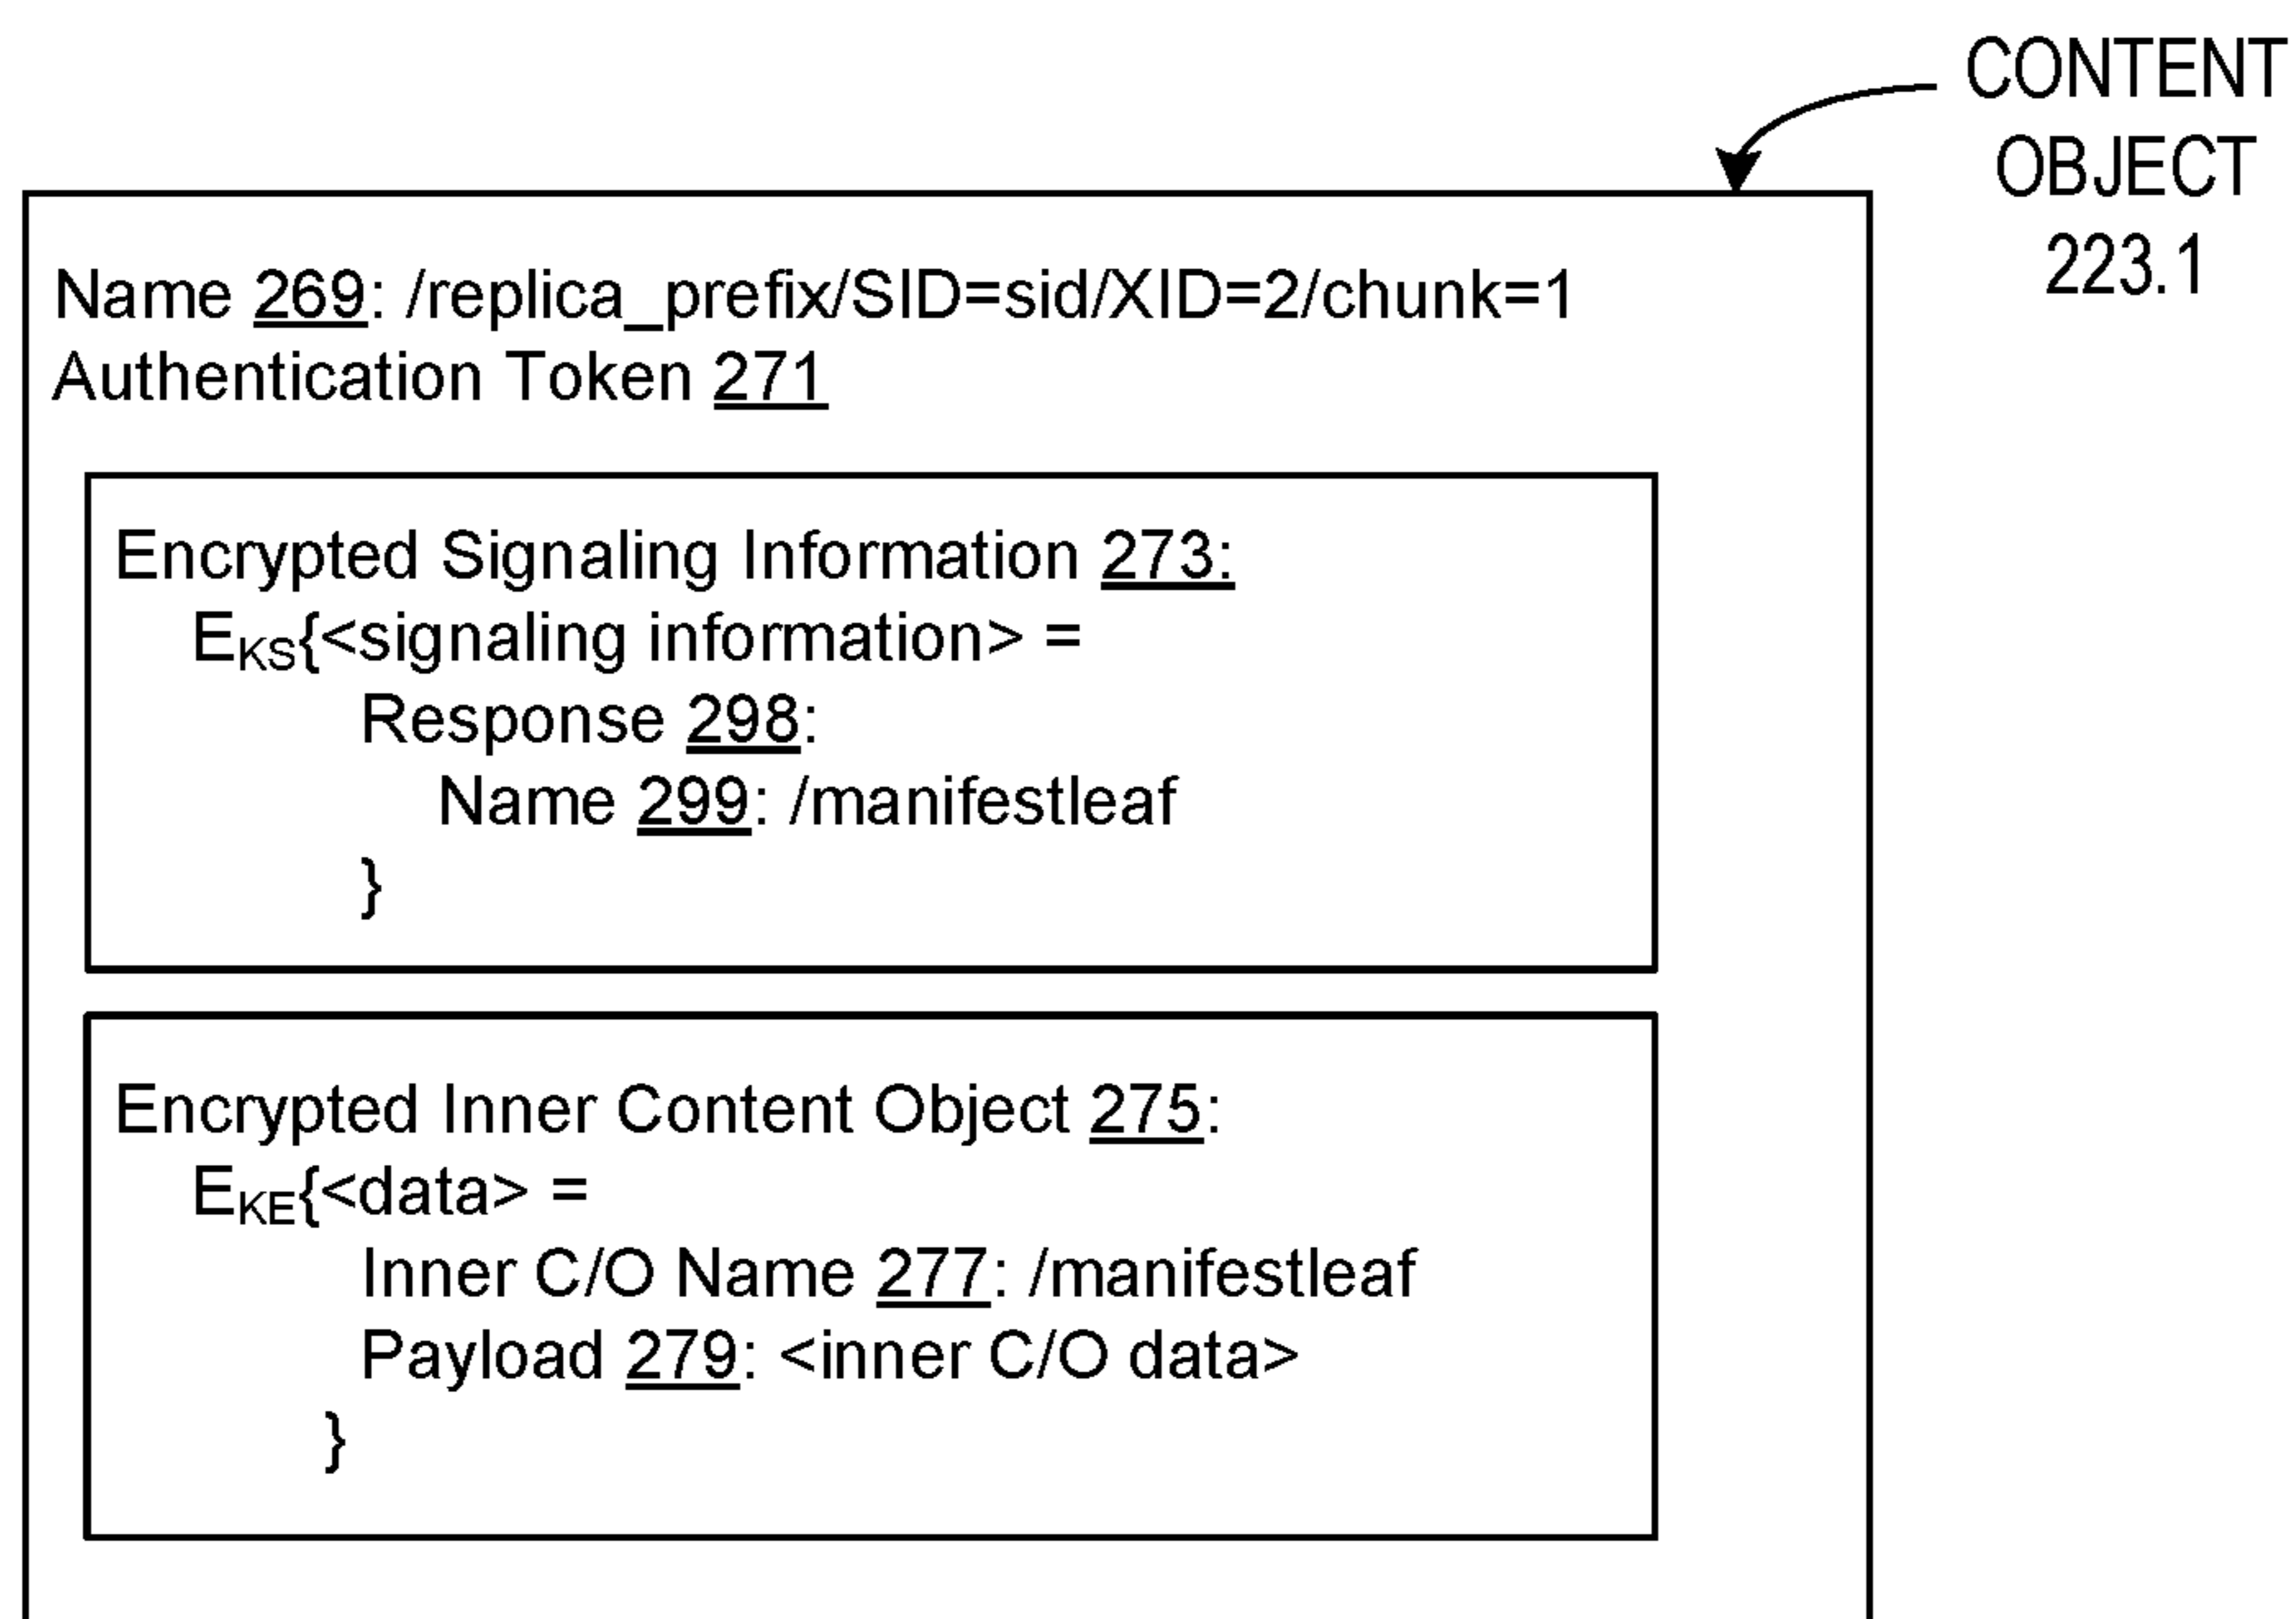 CONTENT
OBJECT
223.1
Name 269: /replica_prefix/SID=sid/XID=2/chunk=1
Authentication Token 271
Encrypted Signaling Information 273:
EKS{<signaling information> =
Response 298:
Name 299: /manifestleaf
}
Encrypted Inner Content Object 275:
EKE{<data> =
Inner C/O Name 277: /manifestleaf
Payload 279: <inner C/O data>
}